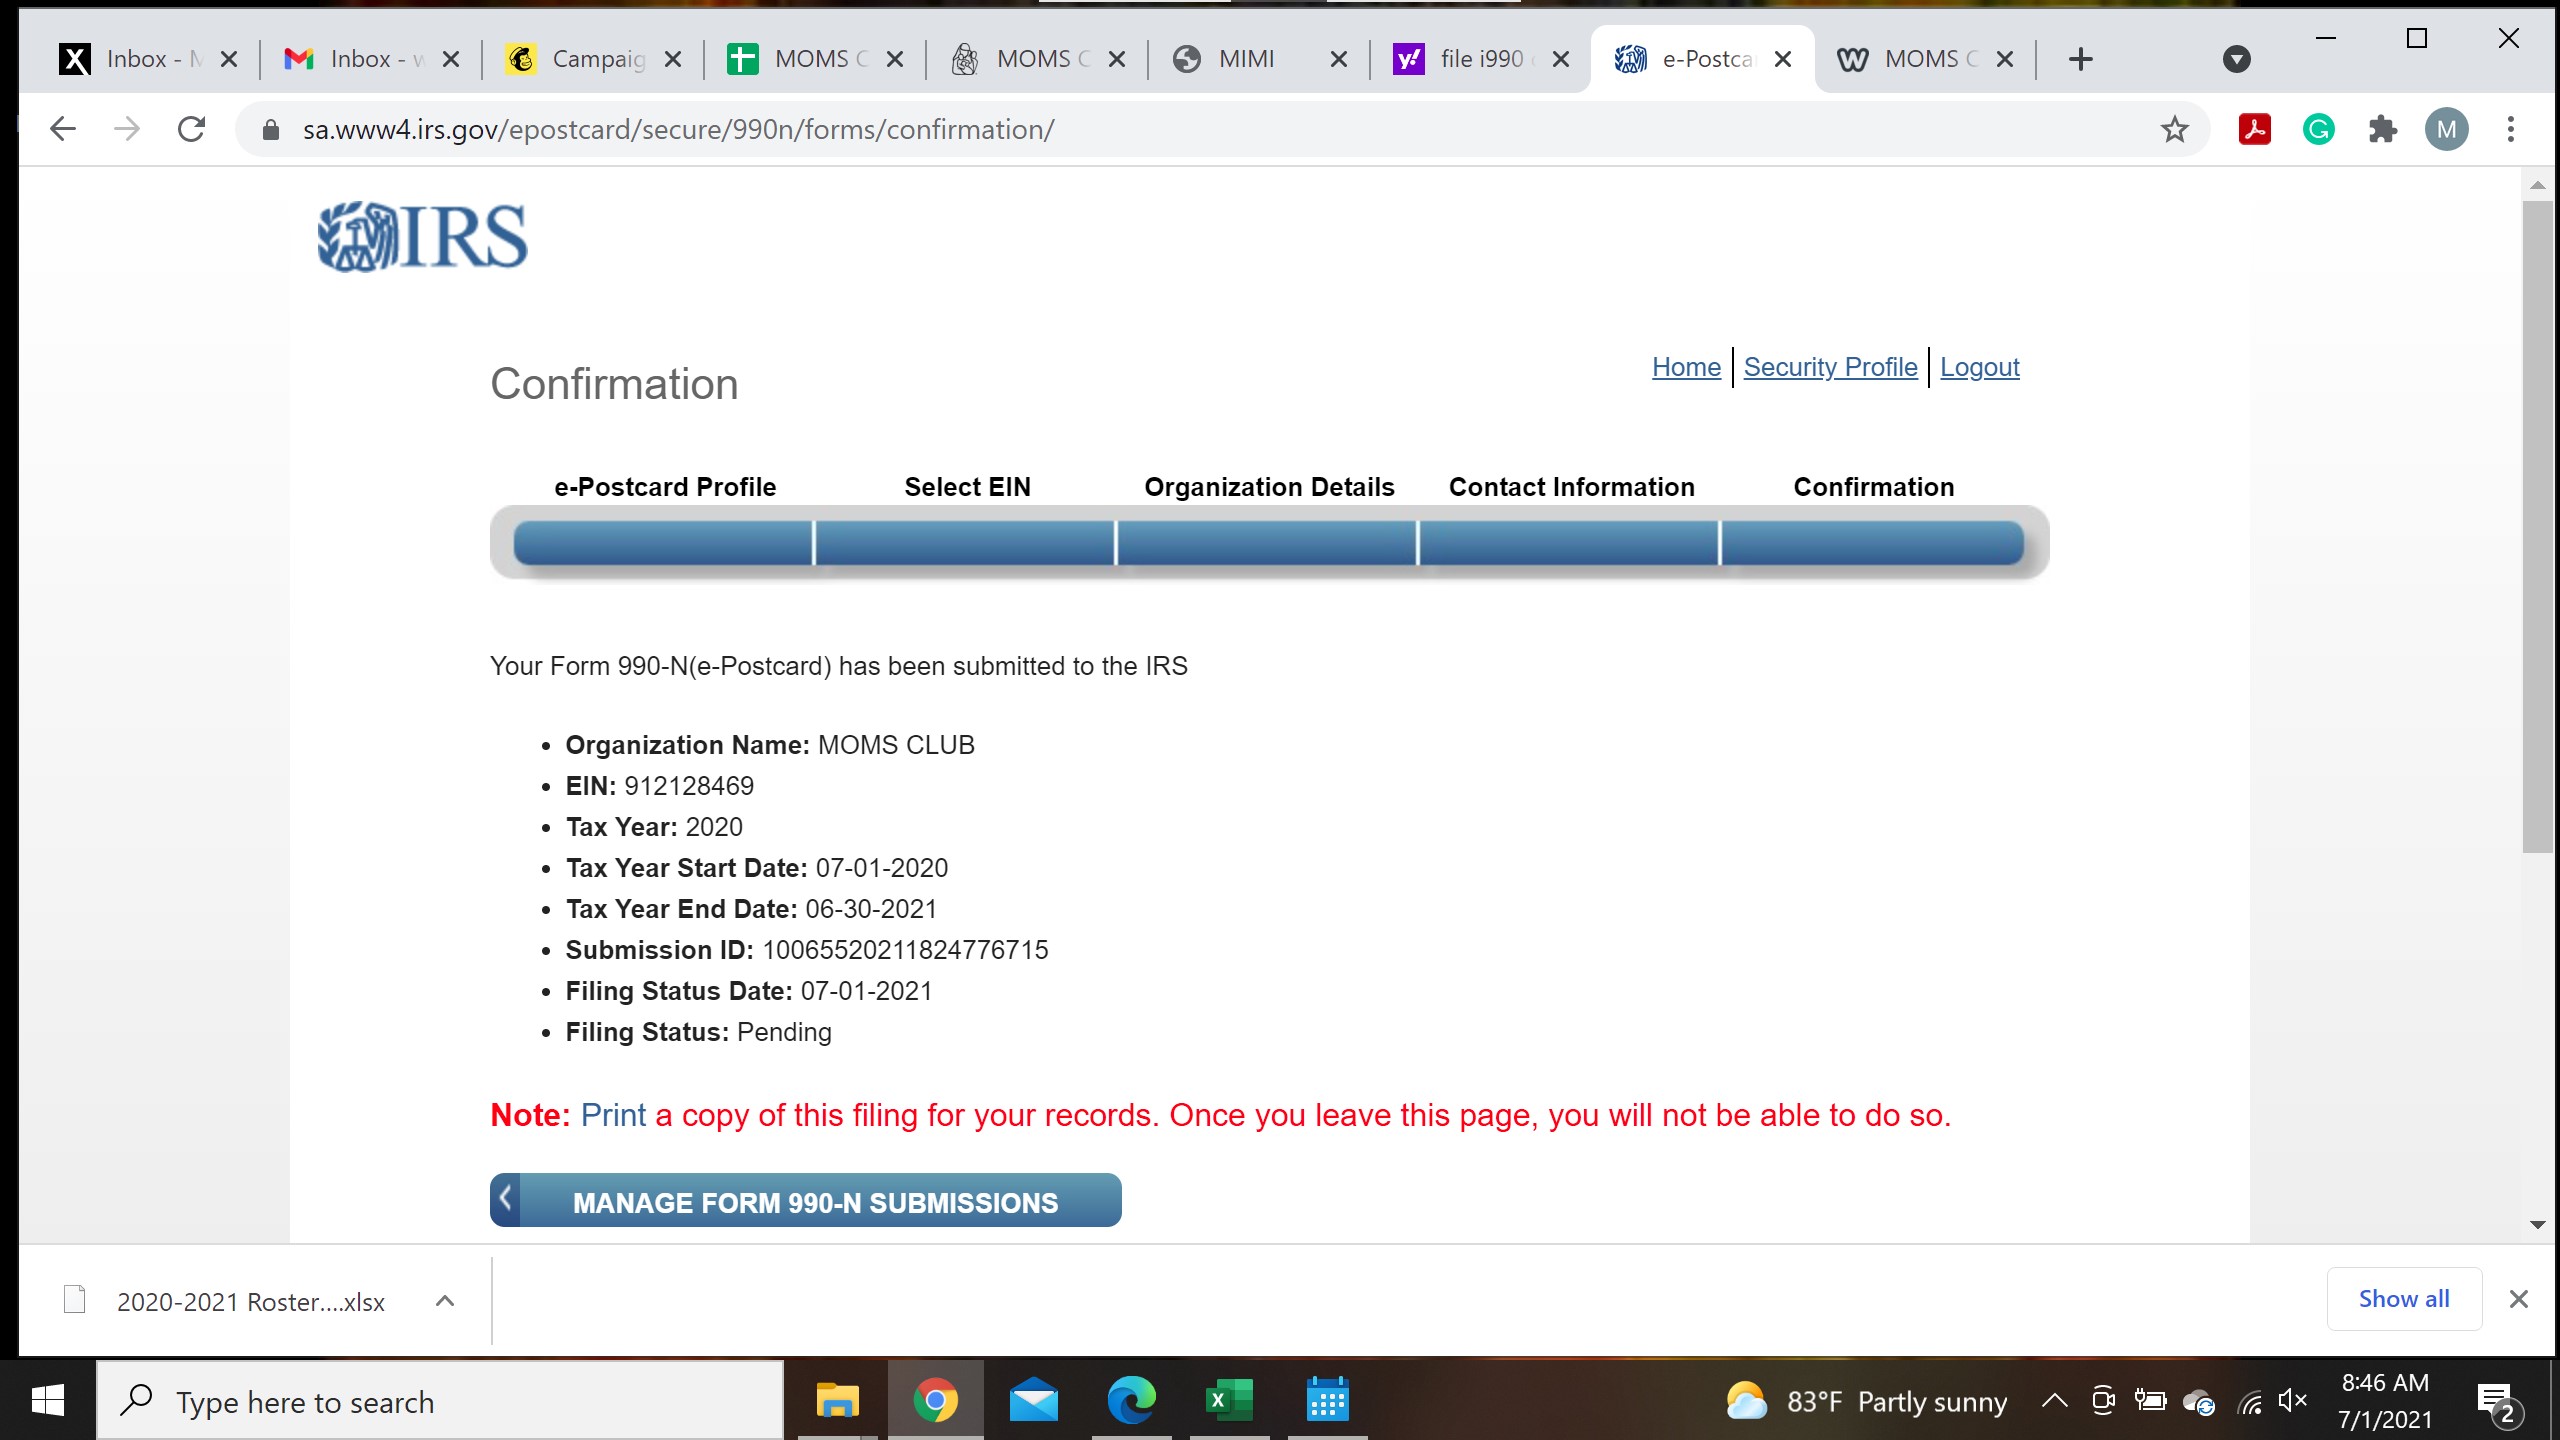 Inbox - M
Inbox - w
Campaig
MOMS C
MOMS C
MIMI
file i990
e-Postca
MOMS C
sa.www4.irs.gov/epostcard/secure/990n/forms/confirmation/
M
IRS
Home | Security Profile | Logout
Confirmation
e-Postcard Profile Select EIN Organization Details Contact Information Confirmation
Your Form 990-N(e-Postcard) has been submitted to the IRS
• Organization Name: MOMS CLUB
• EIN: 912128469
• Tax Year: 2020
• Tax Year Start Date: 07-01-2020
• Tax Year End Date: 06-30-2021
• Submission ID: 10065520211824776715
• Filing Status Date: 07-01-2021
• Filing Status: Pending
Note: Print a copy of this filing for your records. Once you leave this page, you will not be able to do so.
MANAGE FORM 990-N SUBMISSIONS
2020-2021 Roster....xlsx
Show all
Type here to search
83°F Partly sunny
8:46 AM
7/1/2021
2